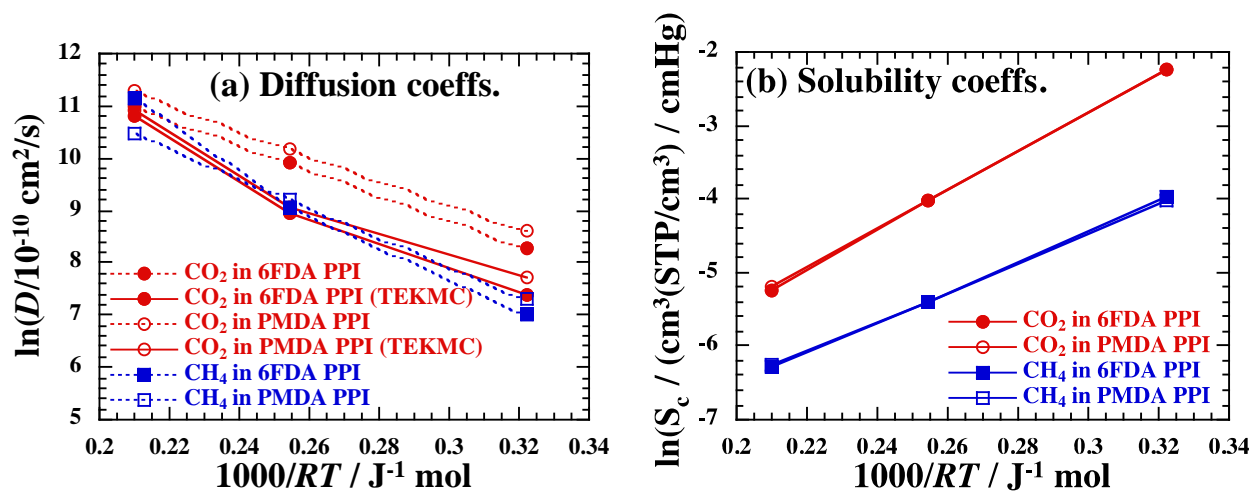 (a) Diffusion coeffs.
ln(D/10⁻¹⁰ cm²/s)
12
11
10
9
8
7
6
5
CO₂ in 6FDA PPI
CO₂ in 6FDA PPI (TEKMC)
CO₂ in PMDA PPI
CO₂ in PMDA PPI (TEKMC)
CH₄ in 6FDA PPI
CH₄ in PMDA PPI
0.2 0.22 0.24 0.26 0.28 0.3 0.32 0.34
1000/RT / J⁻¹ mol
(b) Solubility coeffs.
ln(S_c / (cm³(STP/cm³) / cmHg)
-2
-3
-4
-5
-6
-7
CO₂ in 6FDA PPI
CO₂ in PMDA PPI
CH₄ in 6FDA PPI
CH₄ in PMDA PPI
0.2 0.22 0.24 0.26 0.28 0.3 0.32 0.34
1000/RT / J⁻¹ mol